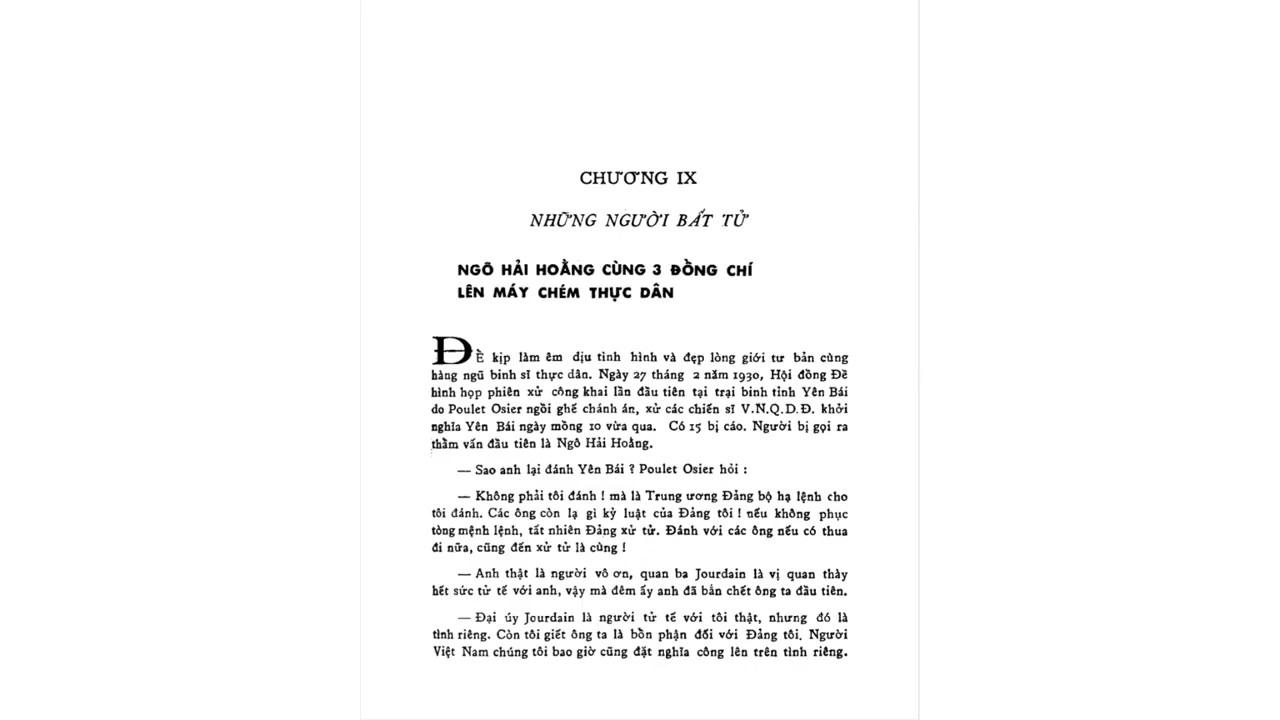 CHƯƠNG IX
NHỮNG NGƯỜI BẤT TỬ
NGÔ HẢI HOẰNG CÙNG 3 ĐỒNG CHÍ
LÊN MÁY CHÉM THỰC DÂN
ĐỀ kịp làm êm dịu tình hình và đẹp lòng giới tư bản cùng
hàng ngũ binh sĩ thực dân. Ngày 27 tháng 2 năm 1930, Hội đồng Đề
hình họp phiên xử công khai lần đầu tiên tại trại binh tỉnh Yên Bái
do Poulet Osier ngồi ghế chánh án, xử các chiến sĩ V.N.Q.D.Đ. khởi
nghĩa Yên Bái ngày mồng 10 vừa qua. Có 15 bị cáo. Người bị gọi ra
thẩm vấn đầu tiên là Ngô Hải Hoằng.
— Sao anh lại đánh Yên Bái ? Poulet Osier hỏi :
— Không phải tôi đánh ! mà là Trung ương Đảng bộ hạ lệnh cho
tôi đánh. Các ông còn lạ gì kỷ luật của Đảng tôi ! nếu không phục
tòng mệnh lệnh, tất nhiên Đảng xử tử. Đánh với các ông nếu có thua
đi nữa, cũng đến xử tử là cùng !
— Anh thật là người vô ơn, quan ba Jourdain là vị quan thày
hết sức tử tế với anh, vậy mà đêm ấy anh đã bắn chết ông ta đầu tiên.
— Đại úy Jourdain là người tử tế với tôi thật, nhưng đó là
tình riêng. Còn tôi giết ông ta là bổn phận đối với Đảng tôi. Người
Việt Nam chúng tôi bao giờ cũng đặt nghĩa công lên trên tình riêng.